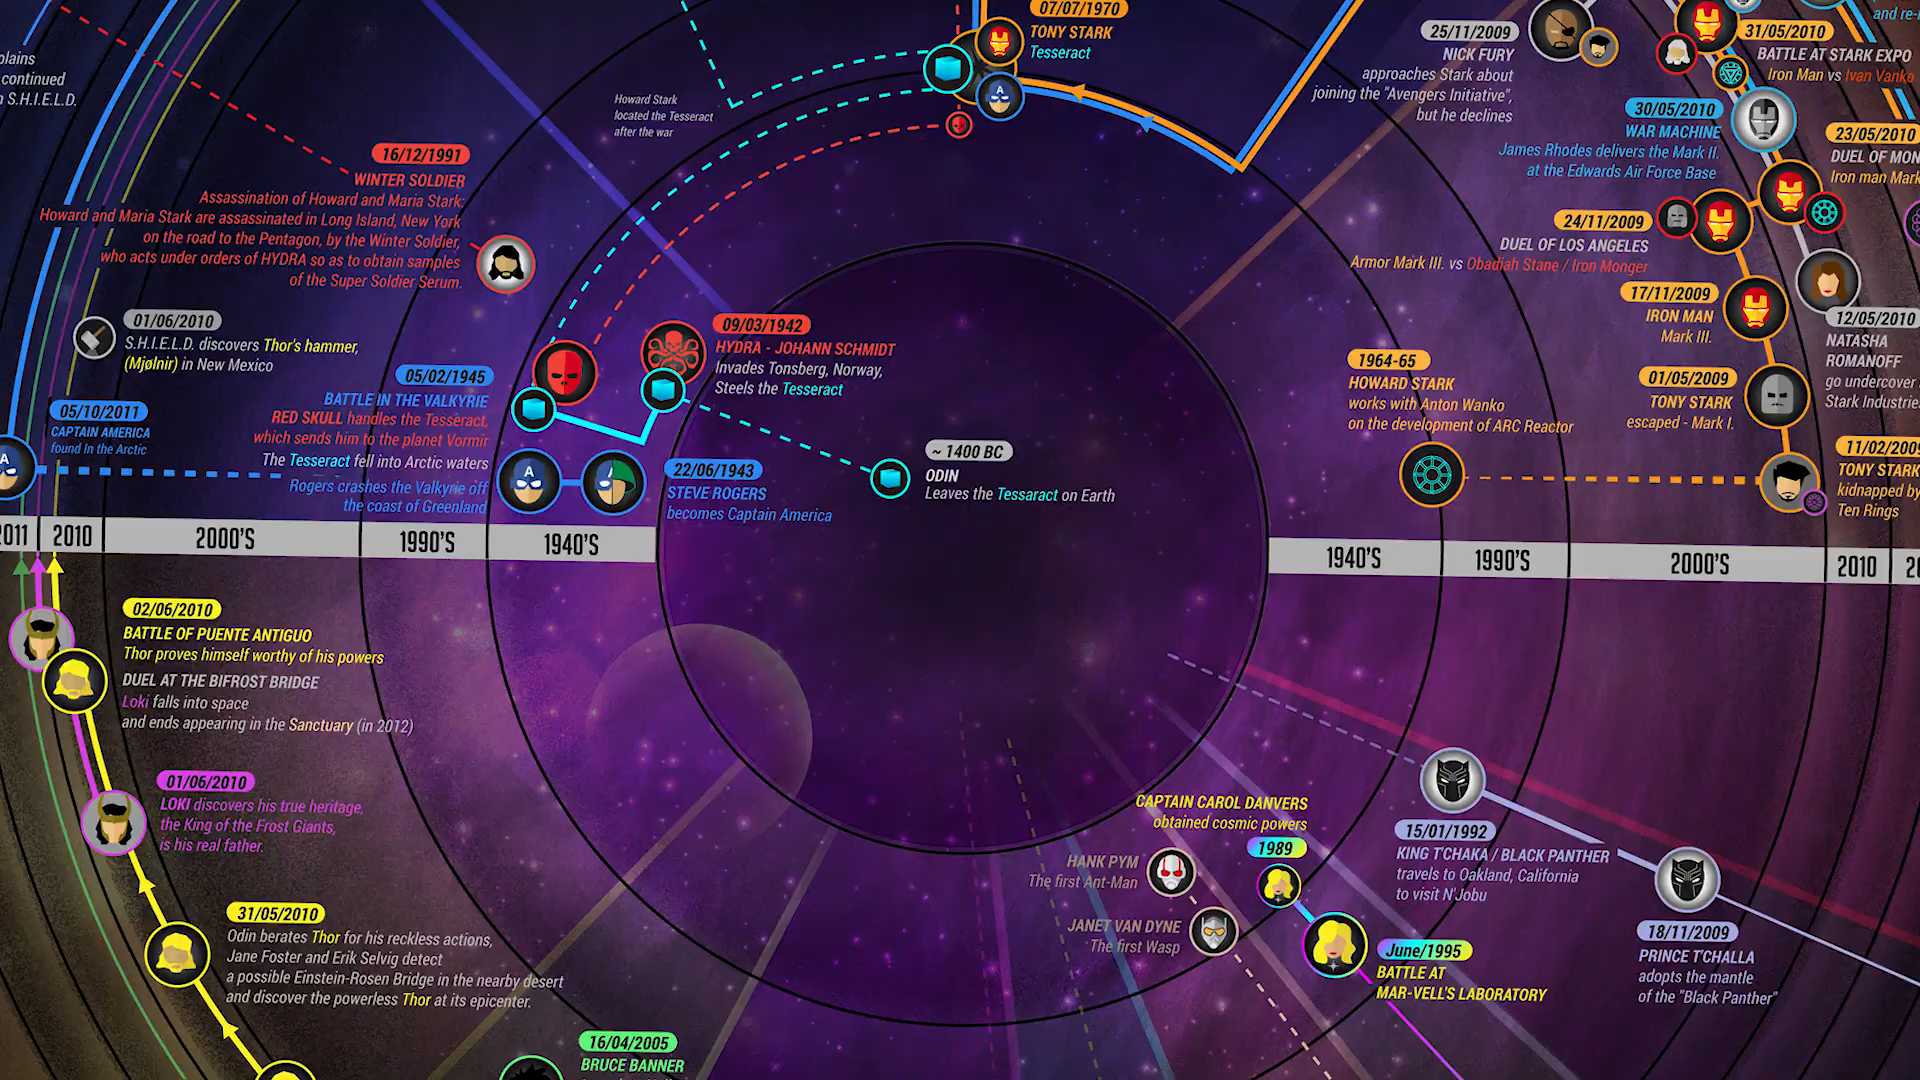 plains
continued
S.H.I.E.L.D.
Howard Stark
located the Tesseract
after the war
07/07/1970
TONY STARK
Tesseract
25/11/2009
NICK FURY
approaches Stark about
joining the "Avengers Initiative",
but he declines
and re-
31/05/2010
BATTLE AT STARK EXPO
Iron Man vs Ivan Vanko
30/05/2010
WAR MACHINE
James Rhodes delivers the Mark II.
at the Edwards Air Force Base
23/05/2010
DUEL OF MON
Iron man Mark
16/12/1991
WINTER SOLDIER
Assassination of Howard and Maria Stark:
Howard and Maria Stark are assassinated in Long Island, New York
on the road to the Pentagon, by the Winter Soldier,
who acts under orders of HYDRA so as to obtain samples
of the Super Soldier Serum.
24/11/2009
DUEL OF LOS ANGELES
Armor Mark III. vs Obadiah Stane / Iron Monger
17/11/2009
IRON MAN
Mark III.
12/05/2010
NATASHA
ROMANOFF
go undercover
Stark Industrie
01/06/2010
S.H.I.E.L.D. discovers Thor's hammer,
(Mjølnir) in New Mexico
09/03/1942
HYDRA - JOHANN SCHMIDT
Invades Tonsberg, Norway,
Steels the Tesseract
05/02/1945
BATTLE IN THE VALKYRIE
RED SKULL handles the Tesseract,
which sends him to the planet Vormir
The Tesseract fell into Arctic waters
Rogers crashes the Valkyrie off
the coast of Greenland
05/10/2011
CAPTAIN AMERICA
found in the Arctic
22/06/1943
STEVE ROGERS
becomes Captain America
~ 1400 BC
ODIN
Leaves the Tessaract on Earth
1964-65
HOWARD STARK
works with Anton Wanko
on the development of ARC Reactor
01/05/2009
TONY STARK
escaped - Mark I.
11/02/2009
TONY STARK
kidnapped by
Ten Rings
2011
2010
2000'S
1990'S
1940'S
1940'S
1990'S
2000'S
2010
02/06/2010
BATTLE OF PUENTE ANTIGUO
Thor proves himself worthy of his powers
DUEL AT THE BIFROST BRIDGE
Loki falls into space
and ends appearing in the Sanctuary (in 2012)
01/06/2010
LOKI discovers his true heritage,
the King of the Frost Giants,
is his real father.
31/05/2010
Odin berates Thor for his reckless actions,
Jane Foster and Erik Selvig detect
a possible Einstein-Rosen Bridge in the nearby desert
and discover the powerless Thor at its epicenter.
16/04/2005
BRUCE BANNER
CAPTAIN CAROL DANVERS
obtained cosmic powers
1989
HANK PYM
The first Ant-Man
JANET VAN DYNE
The first Wasp
June/1995
BATTLE AT
MAR-VELL'S LABORATORY
15/01/1992
KING T'CHAKA / BLACK PANTHER
travels to Oakland, California
to visit N'Jobu
18/11/2009
PRINCE T'CHALLA
adopts the mantle
of the "Black Panther"